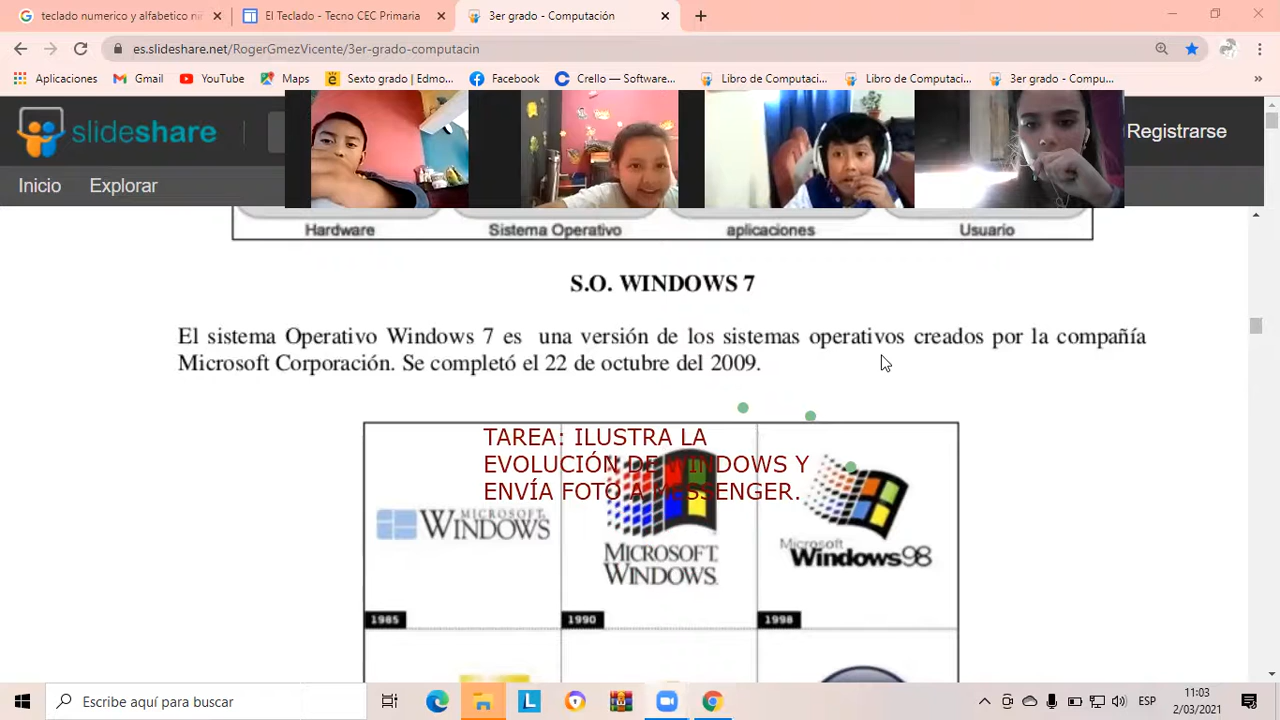 teclado numerico y alfabético n
El Teclado - Tecno CEC Primaria
3er grado - Computación
es.slideshare.net/RogerGmezVicente/3er-grado-computacin
Aplicaciones
Gmail
YouTube
Maps
Sexto grado | Edmo...
Facebook
Crello — Software...
Libro de Computaci...
Libro de Computaci...
3er grado - Compu...
»
slideshare
Registrarse
Inicio
Explorar
Hardware
Sistema Operativo
aplicaciones
Usuario
S.O. WINDOWS 7
El sistema Operativo Windows 7 es una versión de los sistemas operativos creados por la compañía
Microsoft Corporación. Se completó el 22 de octubre del 2009.
TAREA: ILUSTRA LA
EVOLUCIÓN DE WINDOWS Y
ENVÍA FOTO A MESSENGER.
MICROSOFT
WINDOWS
MICROSOFT
WINDOWS
Microsoft
Windows98
1985
1990
1998
Escribe aquí para buscar
ESP
11:03
2/03/2021